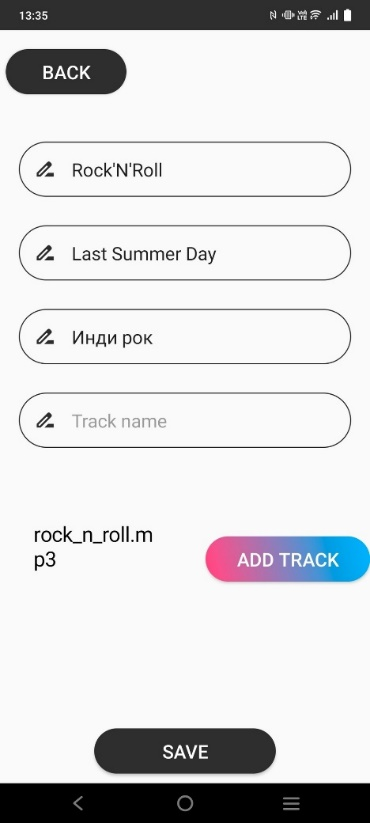 13:35
BACK
Rock'N'Roll
Last Summer Day
Инди рок
Track name
rock_n_roll.m
p3
ADD TRACK
SAVE